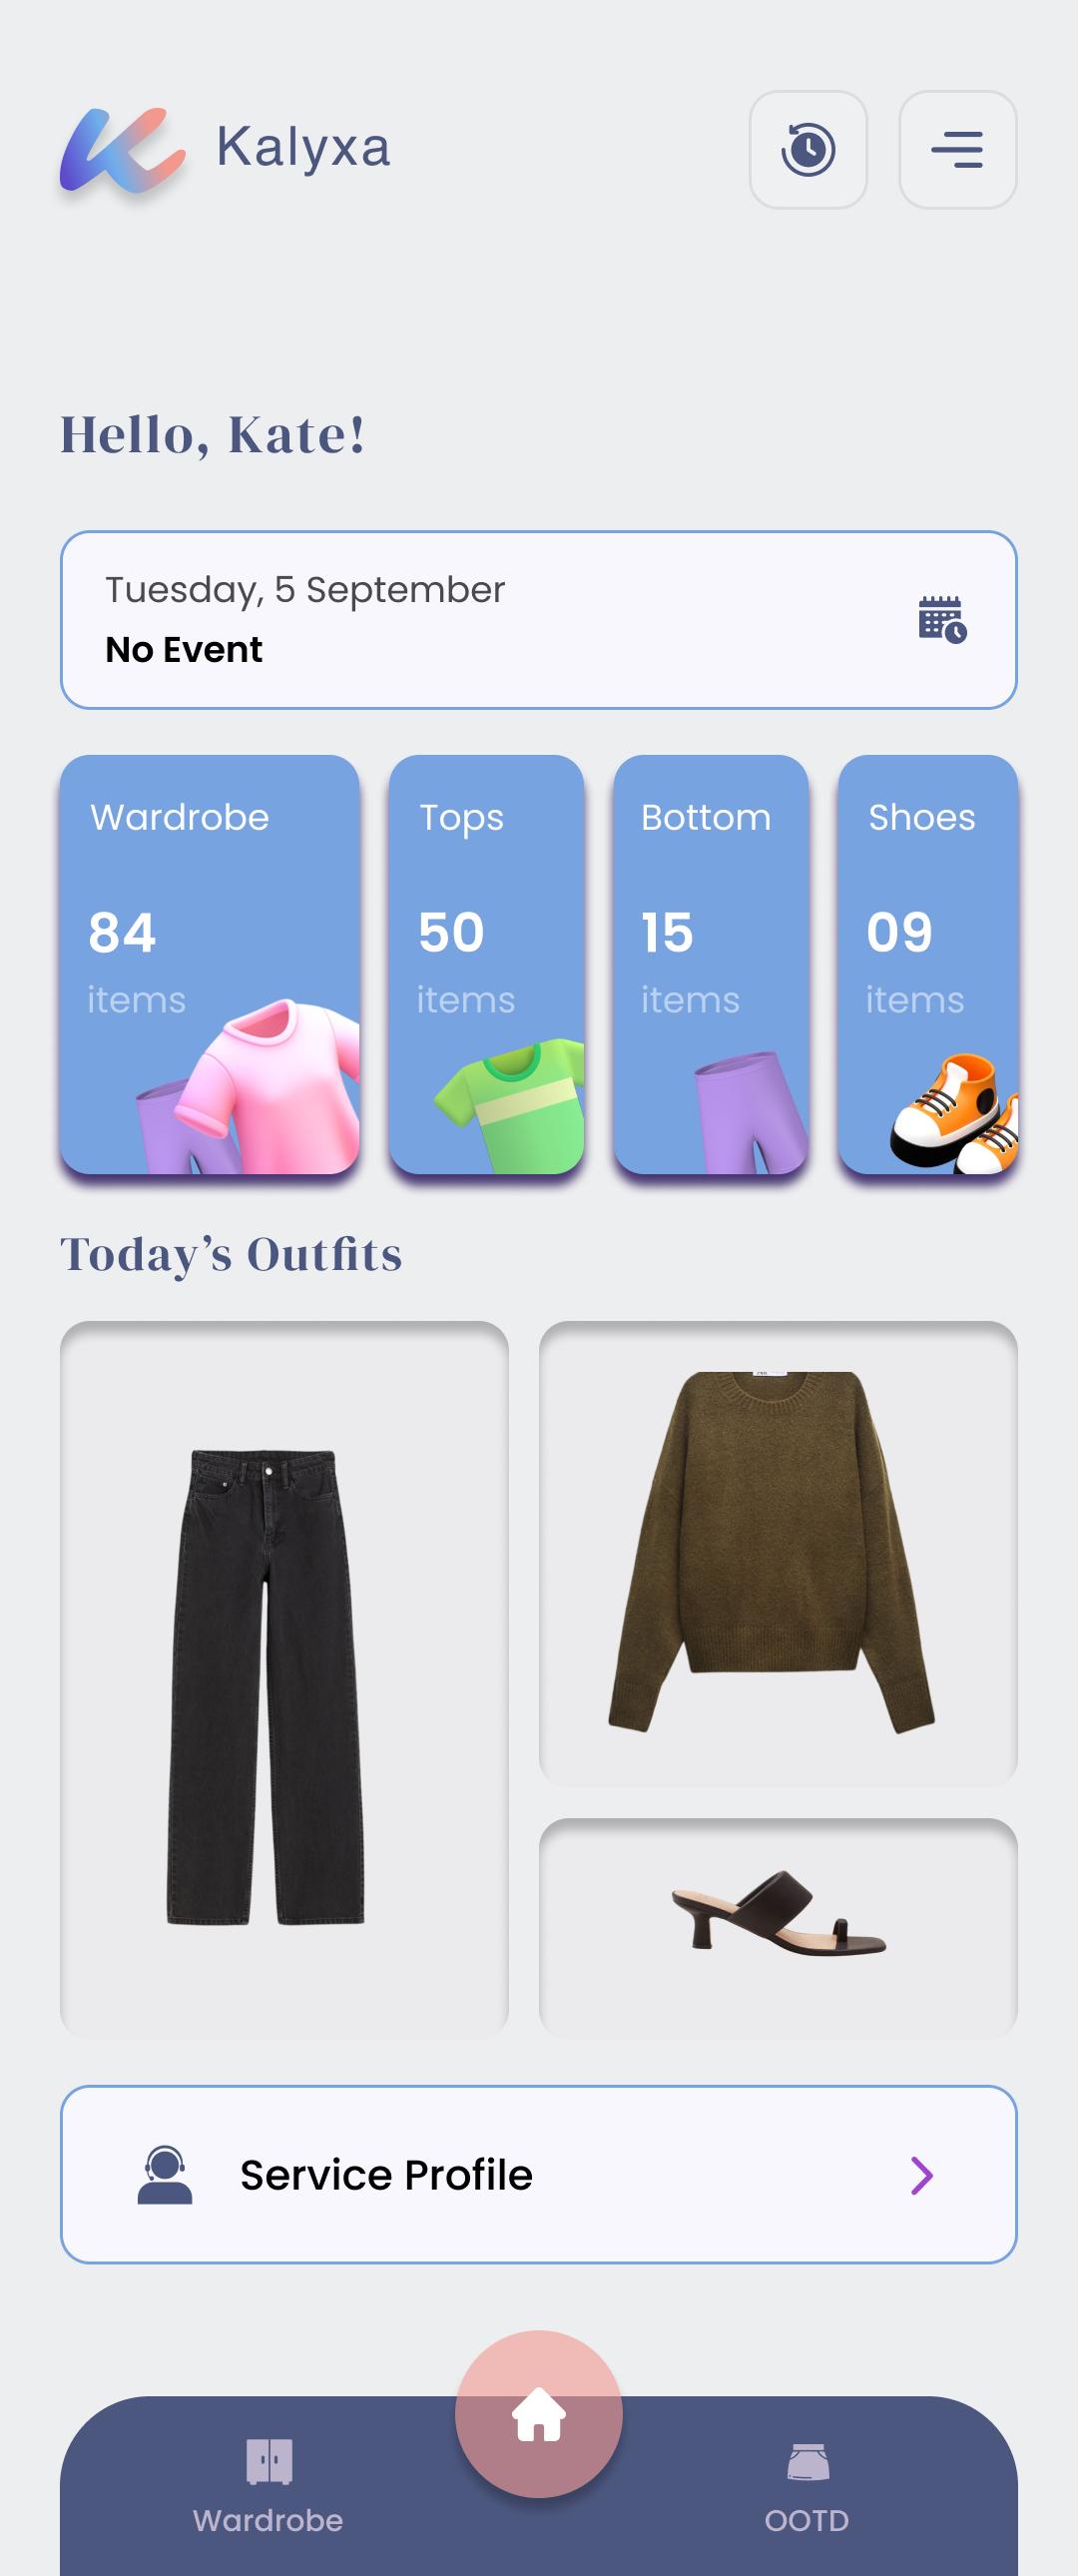 Kalyxa
Hello, Kate!
Tuesday, 5 September
No Event
Wardrobe
84
items
Tops
50
items
Bottom
15
items
Shoes
09
items
Today’s Outfits
Service Profile
Wardrobe
OOTD